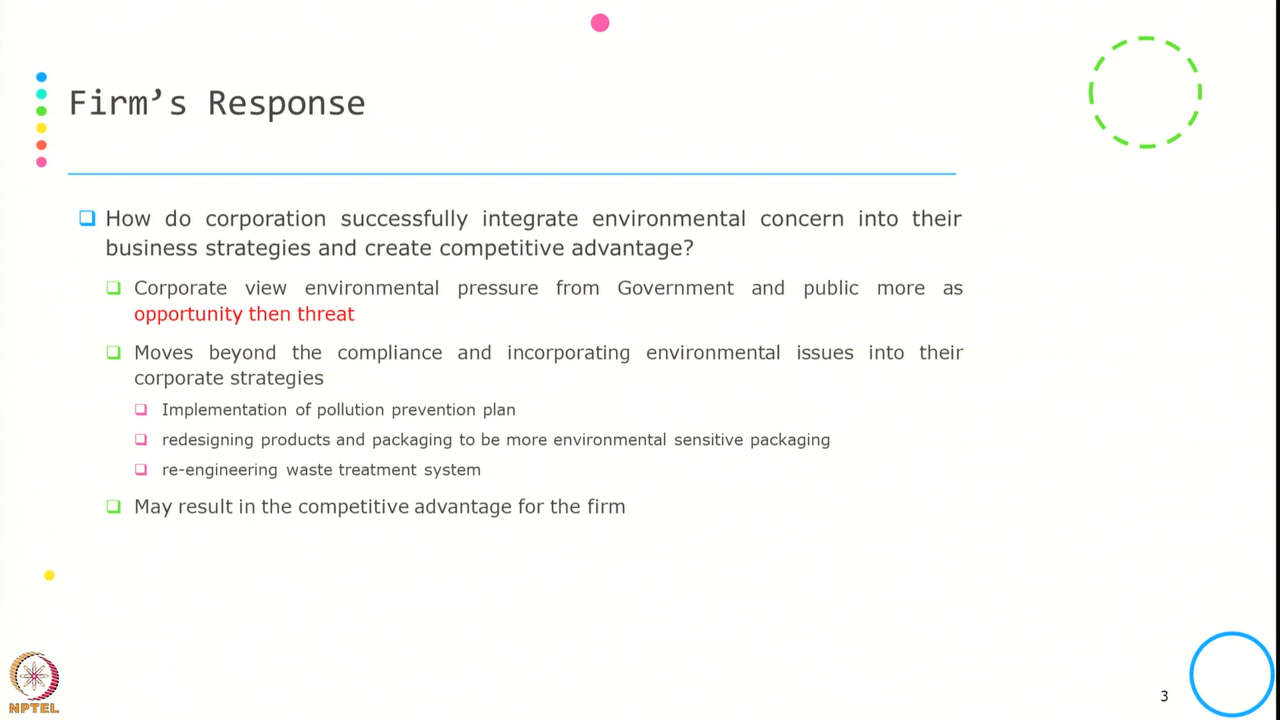 Firm’s Response
How do corporation successfully integrate environmental concern into their
business strategies and create competitive advantage?
Corporate view environmental pressure from Government and public more as
opportunity then threat
Moves beyond the compliance and incorporating environmental issues into their
corporate strategies
Implementation of pollution prevention plan
redesigning products and packaging to be more environmental sensitive packaging
re-engineering waste treatment system
May result in the competitive advantage for the firm
NPTEL
3